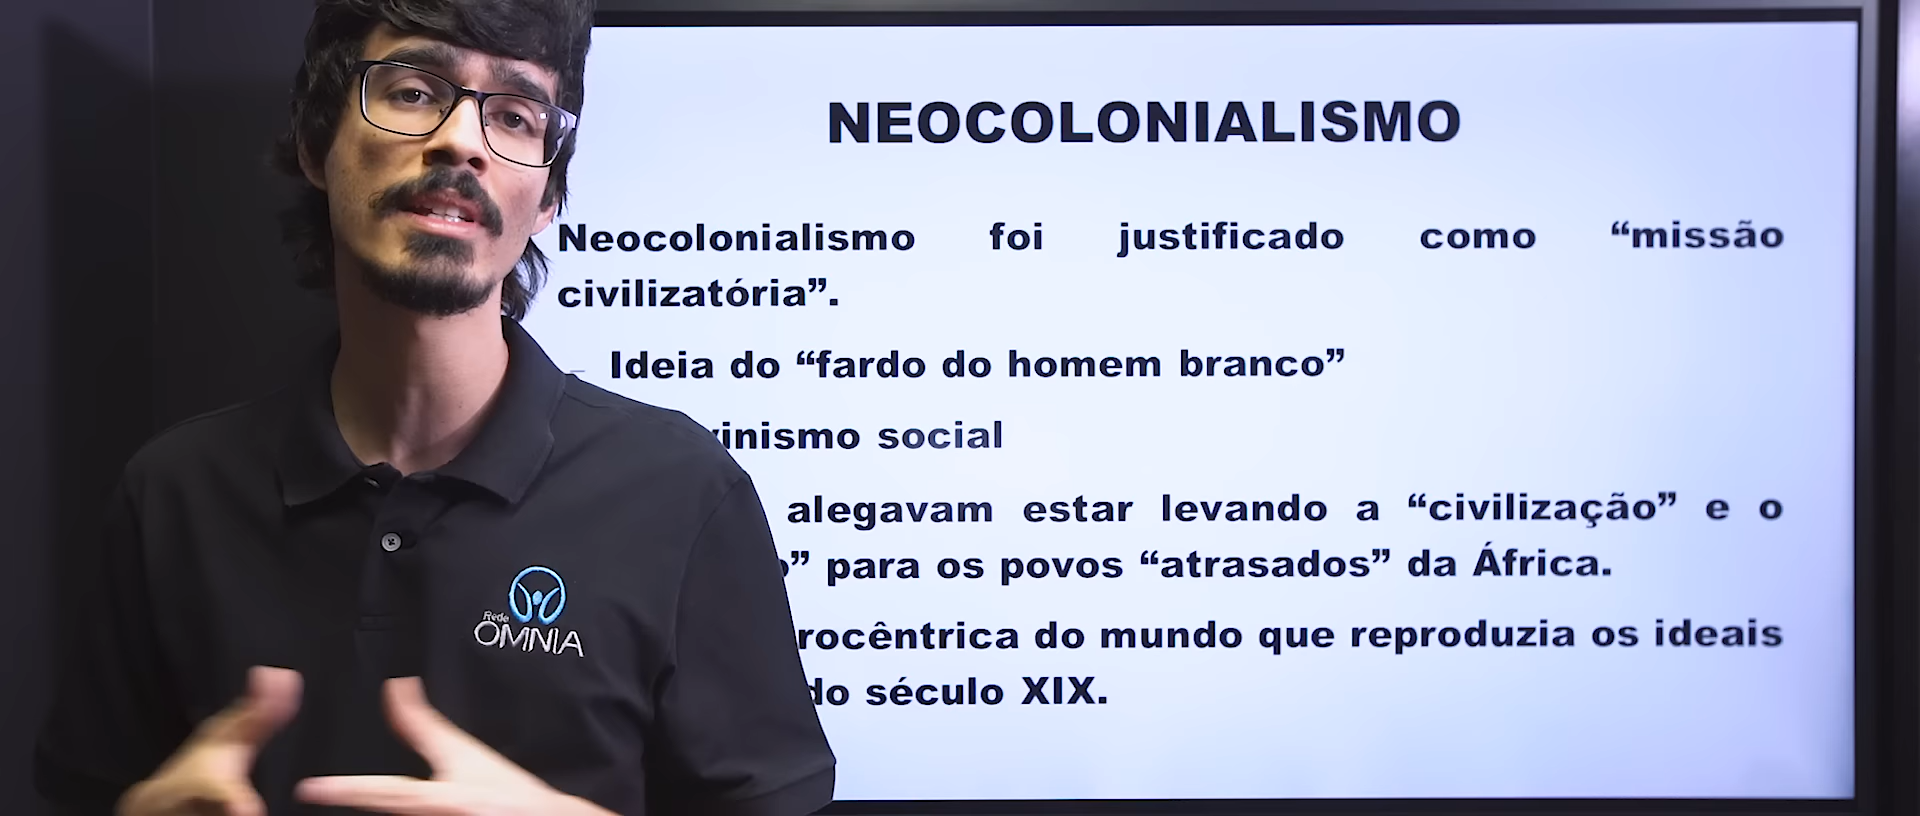 NEOCOLONIALISMO
Neocolonialismo foi justificado como “missão
civilizatória”.
- Ideia do “fardo do homem branco”
social
alegavam estar levando a “civilização” e o
para os povos “atrasados” da África.
do mundo que reproduzia os ideais
do século XIX.
Rede
OMNIA